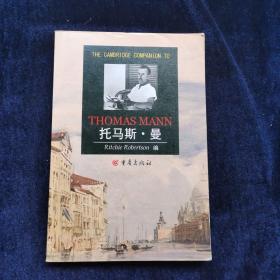 THE CAMBRIDGE COMPANION TO
THOMAS MANN
托马斯·曼
Ritchie Robertson 编
重庆出版社